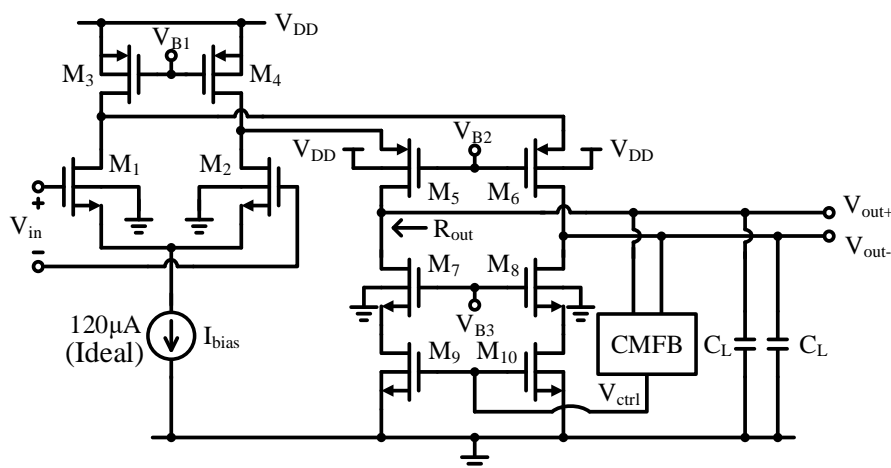 V_DD
V_B1
M_3
M_4
V_DD
V_B2
V_DD
M_1
M_2
M_5
M_6
V_in
+
−
R_out
V_out+
V_out-
M_7
M_8
V_B3
120μA
(Ideal)
I_bias
M_9
M_10
CMFB
C_L
C_L
V_ctrl